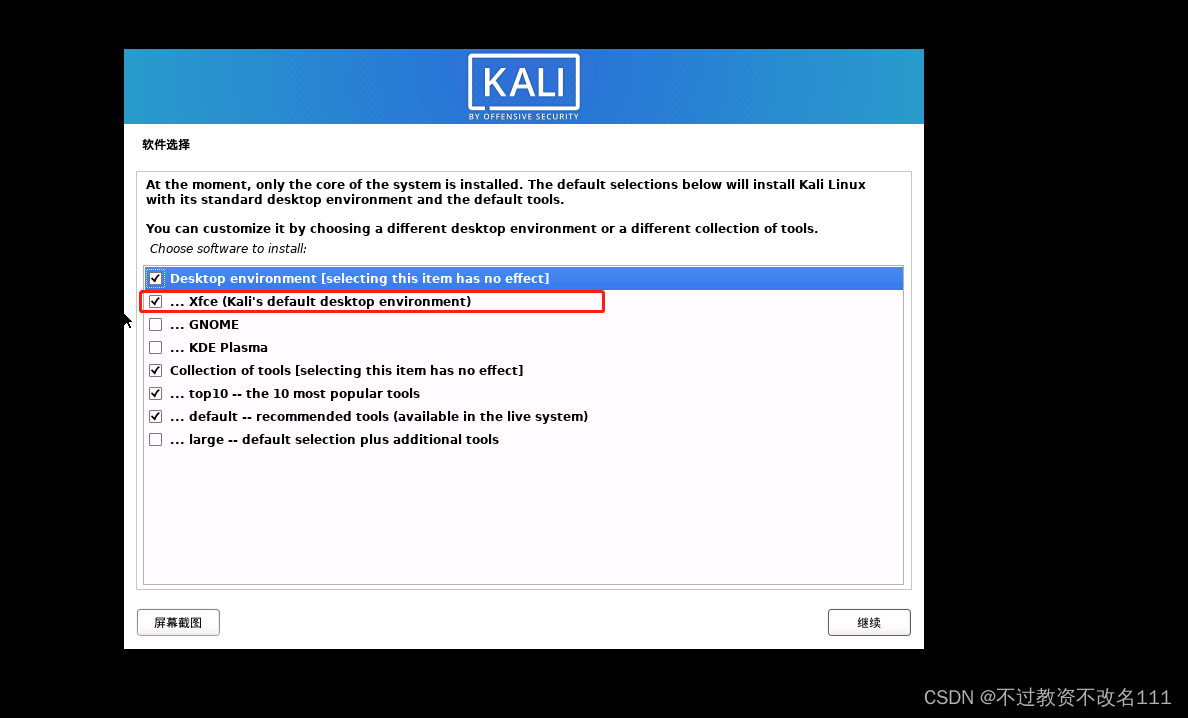 KALI
BY OFFENSIVE SECURITY
软件选择
At the moment, only the core of the system is installed. The default selections below will install Kali Linux
with its standard desktop environment and the default tools.
You can customize it by choosing a different desktop environment or a different collection of tools.
Choose software to install:
Desktop environment [selecting this item has no effect]
... Xfce (Kali's default desktop environment)
... GNOME
... KDE Plasma
Collection of tools [selecting this item has no effect]
... top10 -- the 10 most popular tools
... default -- recommended tools (available in the live system)
... large -- default selection plus additional tools
屏幕截图
继续
CSDN @不过教资不改名111